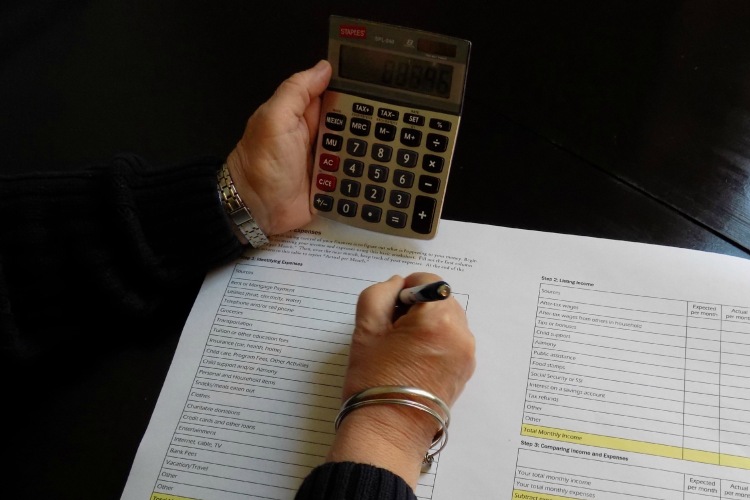 STAPLES
TAX+ TAX- SET %
MRC M- M+ ÷
MU 7 8 9 ×
AC 4 5 6 −
C/CE 1 2 3
+/− 0 • = +
Expenses
Step 1: Identifying Expenses
Sources
Rent or Mortgage Payment
Utilities (heat, electricity, water)
Telephone and/or cell phone
Groceries
Transportation
Tuition or other education fees
Insurance (car, health, home)
Child care, Program Fees, Other Activities
Child support and/or Alimony
Personal and Household items
Snacks/meals eaten out
Clothes
Charitable donations
Credit cards and other loans
Entertainment
Internet, cable, TV
Bank Fees
Vacation/Travel
Other
Other
Step 2: Listing Income
Sources
Expected per month
Actual per month
After-tax wages
After-tax wages from others in household
Tips or bonuses
Child support
Alimony
Public assistance
Food stamps
Social Security or SSI
Interest on a savings account
Tax refunds
Other
Other
Total Monthly Income
Step 3: Comparing Income and Expenses
Expected per month
Your total monthly income
Your total monthly expenses